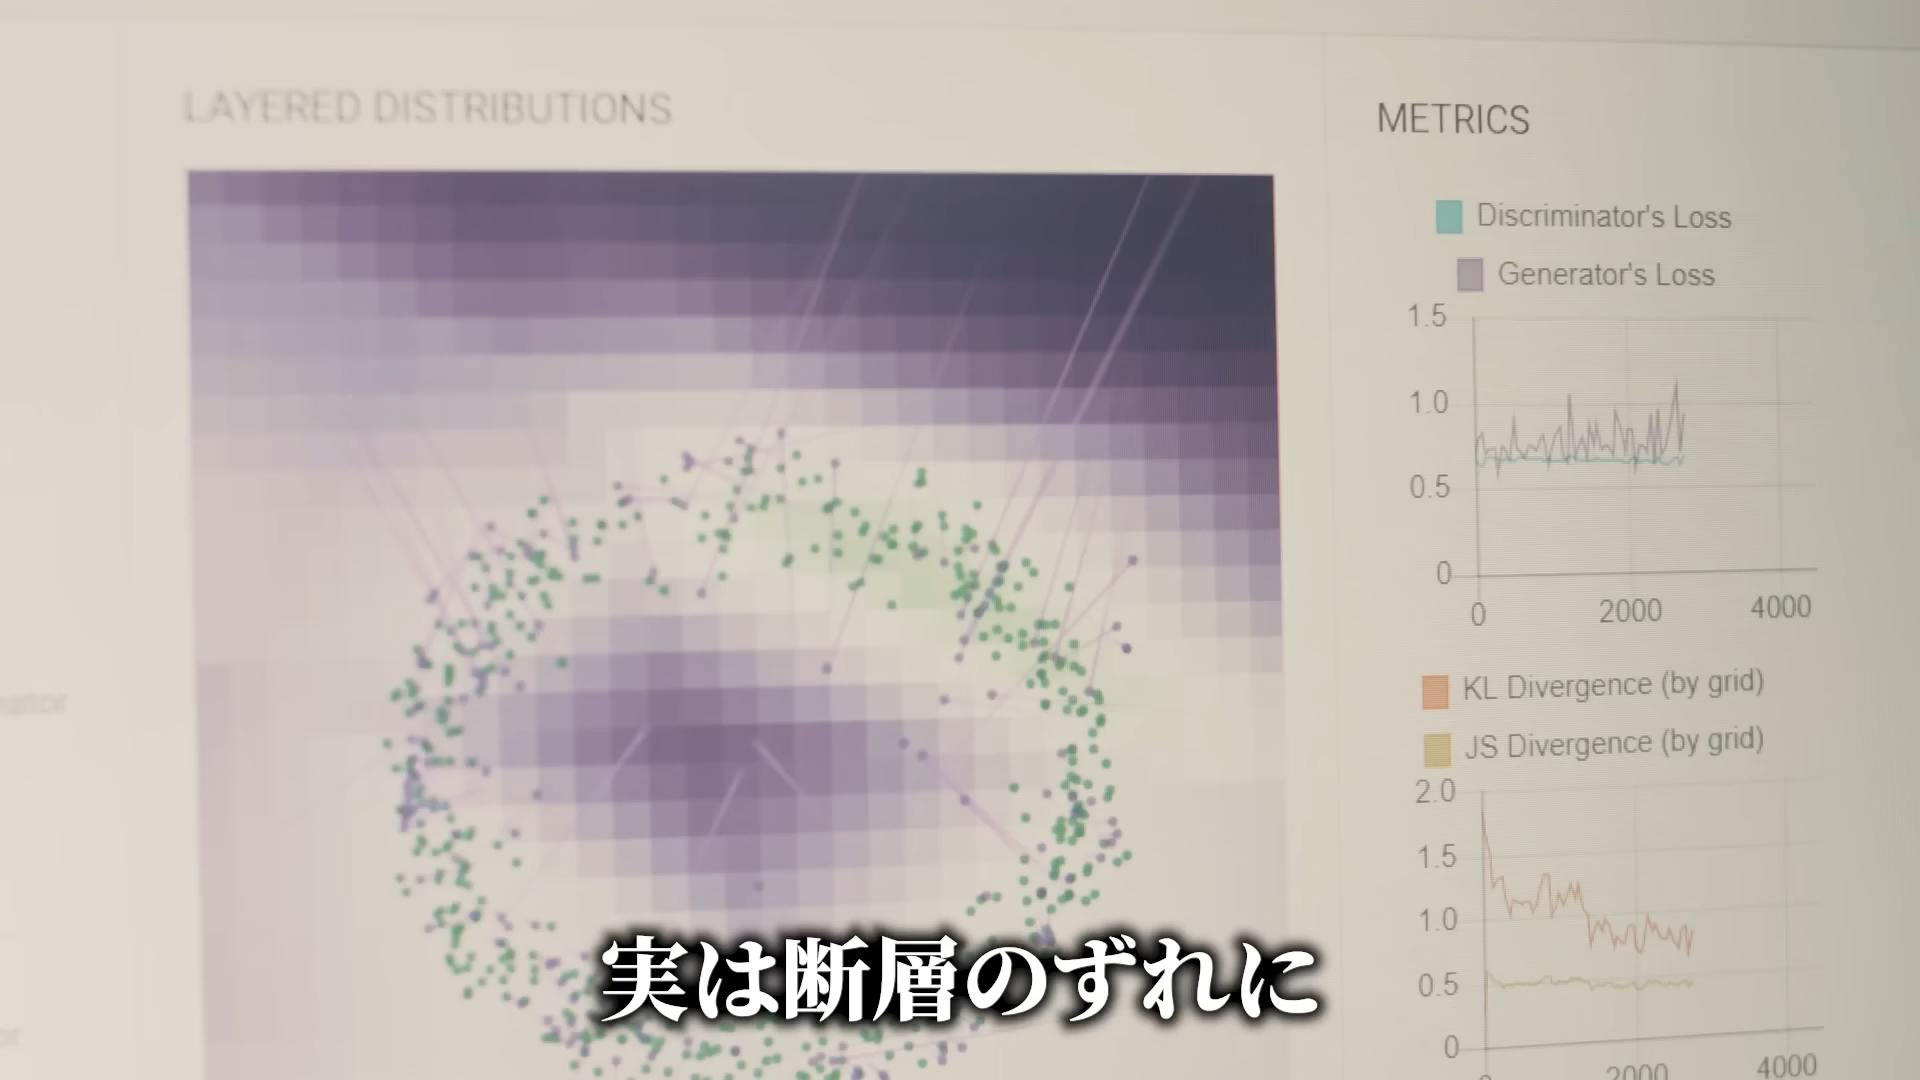 LAYERED DISTRIBUTIONS
METRICS
Discriminator's Loss
Generator's Loss
1.5
1.0
0.5
0
0
2000
4000
KL Divergence (by grid)
JS Divergence (by grid)
2.0
1.5
1.0
0.5
0
2000
4000
実は断層のずれに